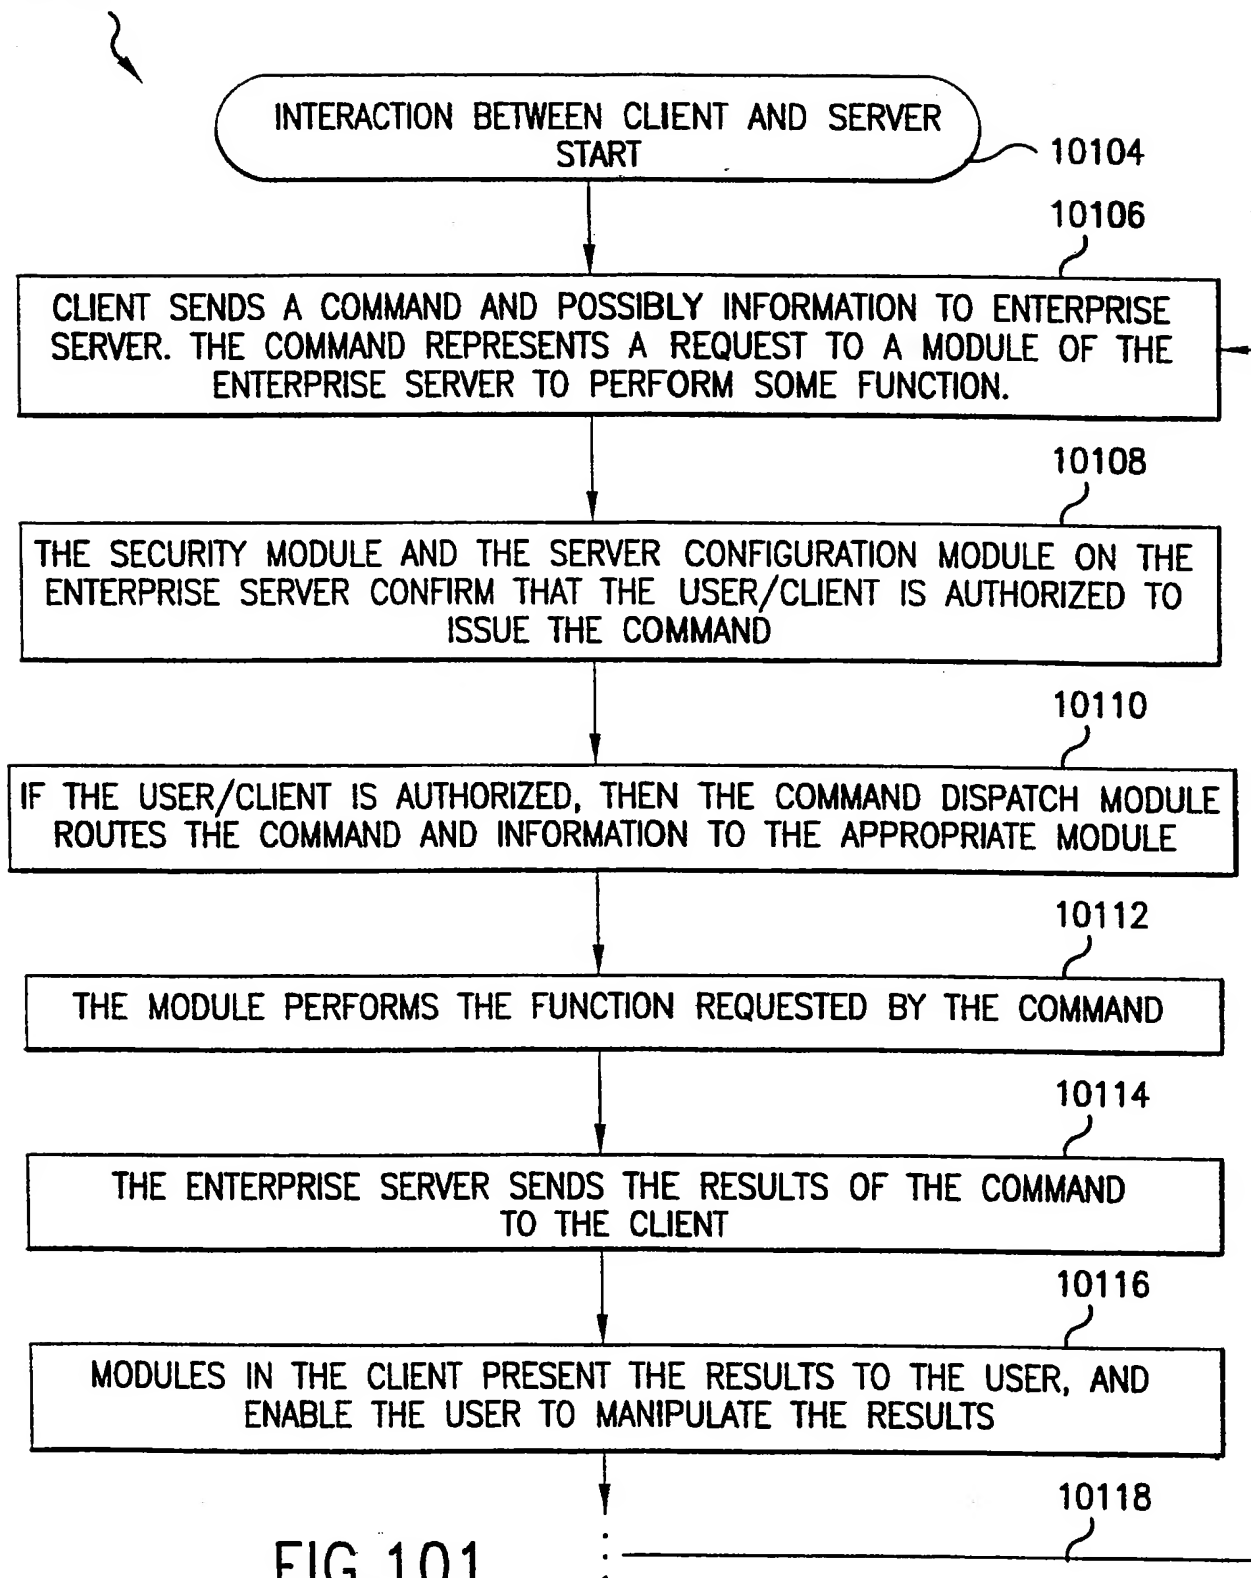 INTERACTION BETWEEN CLIENT AND SERVER
START
10104
10106
CLIENT SENDS A COMMAND AND POSSIBLY INFORMATION TO ENTERPRISE
SERVER. THE COMMAND REPRESENTS A REQUEST TO A MODULE OF THE
ENTERPRISE SERVER TO PERFORM SOME FUNCTION.
10108
THE SECURITY MODULE AND THE SERVER CONFIGURATION MODULE ON THE
ENTERPRISE SERVER CONFIRM THAT THE USER/CLIENT IS AUTHORIZED TO
ISSUE THE COMMAND
10110
IF THE USER/CLIENT IS AUTHORIZED, THEN THE COMMAND DISPATCH MODULE
ROUTES THE COMMAND AND INFORMATION TO THE APPROPRIATE MODULE
10112
THE MODULE PERFORMS THE FUNCTION REQUESTED BY THE COMMAND
10114
THE ENTERPRISE SERVER SENDS THE RESULTS OF THE COMMAND
TO THE CLIENT
10116
MODULES IN THE CLIENT PRESENT THE RESULTS TO THE USER, AND
ENABLE THE USER TO MANIPULATE THE RESULTS
10118
FIG.101